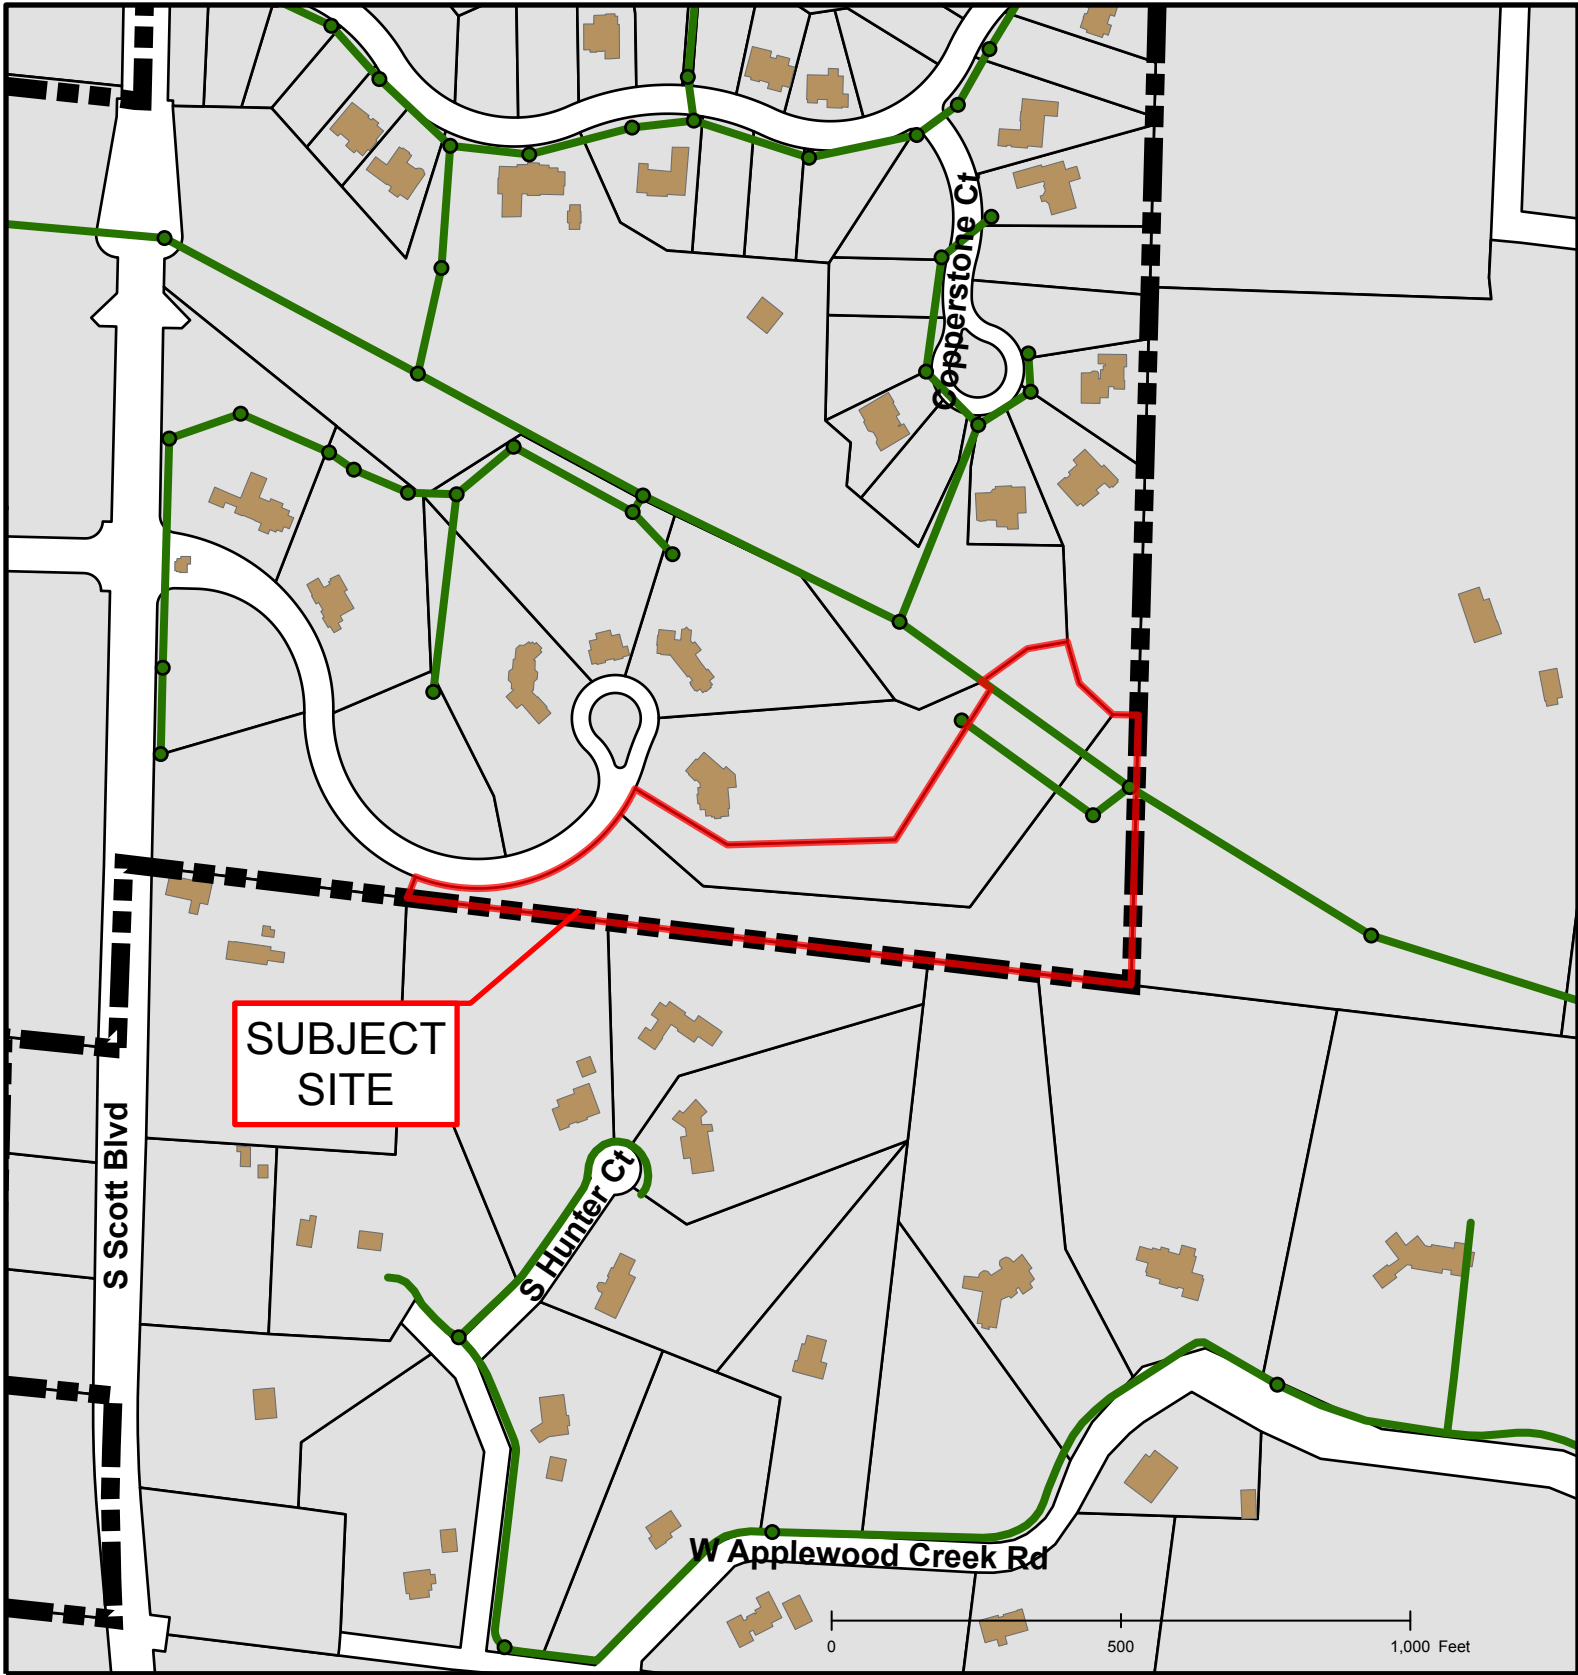 Copperstone Ct
SUBJECT
SITE
S Scott Blvd
S Hunter Ct
W Applewood Creek Rd
0 500 1,000 Feet